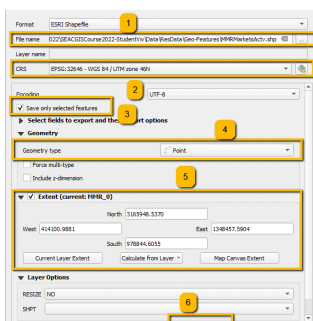 Format ESRI Shapefile
1
File name 022\SEACGISCourse2022-Student\v\Data\ResData\Geo-Features\MMRMarketsActv.shp ...
Layer name
CRS EPSG:32646 - WGS 84 / UTM zone 46N
2
Encoding UTF-8
Save only selected features
3
Select fields to export and their export options
4
Geometry
Geometry type Point
Force multi-type
5
Include z-dimension
Extent (current: MMR_0)
North 3165948.5370
West 414100.9881 East 1348457.5904
South 978844.6055
Current Layer Extent Calculate from Layer Map Canvas Extent
Layer Options
6
RESIZE NO
SHPT